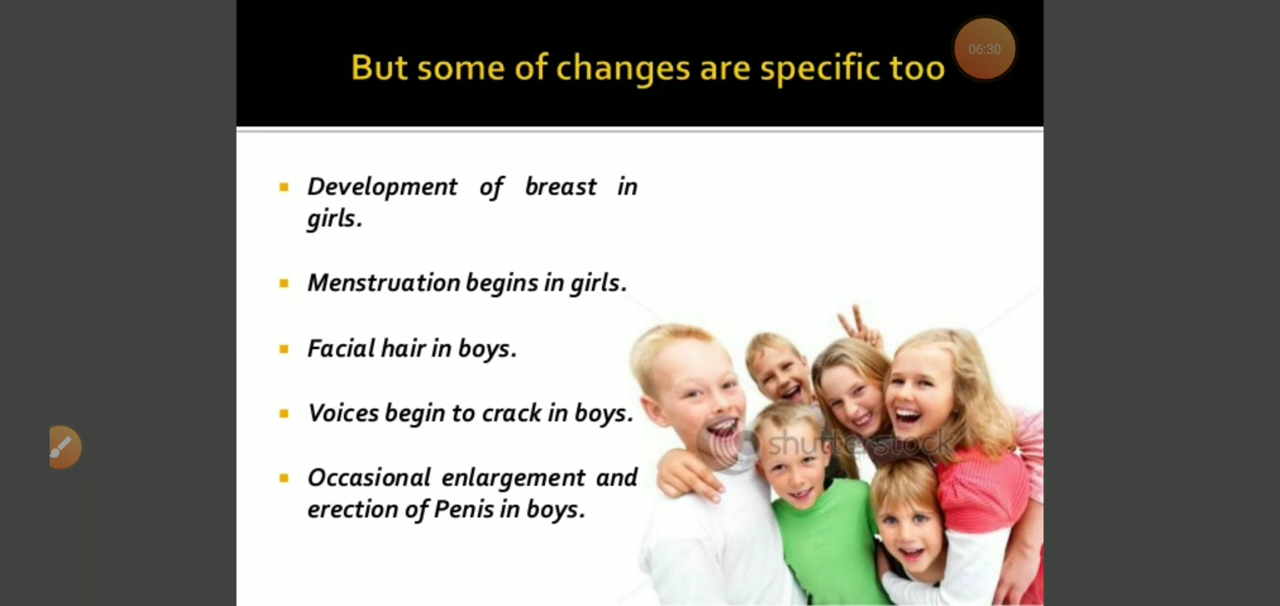 But some of changes are specific too
06:30
Development of breast in
girls.
Menstruation begins in girls.
Facial hair in boys.
Voices begin to crack in boys.
Occasional enlargement and
erection of Penis in boys.
shutterstock